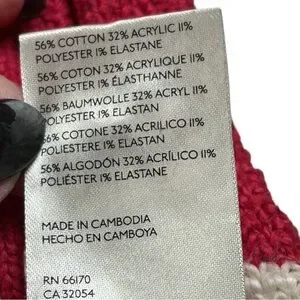 56% COTTON 32% ACRYLIC 11%
POLYESTER 1% ELASTANE
56% COTON 32% ACRYLIQUE 11%
POLYESTER 1% ÉLASTHANNE
56% BAUMWOLLE 32% ACRYL 11%
POLYESTER 1% ELASTAN
56% COTONE 32% ACRILICO 11%
POLIESTERE 1% ELASTAN
56% ALGODÓN 32% ACRÍLICO 11%
POLIÉSTER 1% ELASTAN
MADE IN CAMBODIA
HECHO EN CAMBOYA
RN 66170
CA 32054